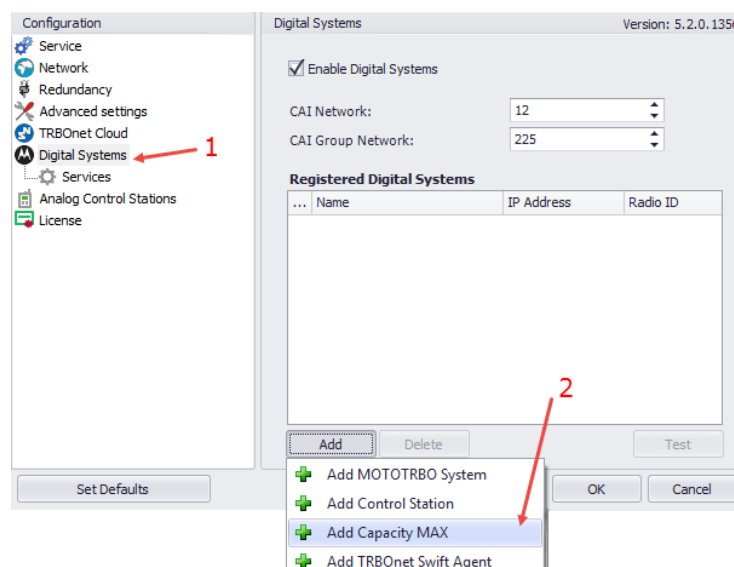 Configuration
Service
Network
Redundancy
Advanced settings
TRBOnet Cloud
Digital Systems
Services
Analog Control Stations
License
1
Set Defaults
Digital Systems Version: 5.2.0.1356
Enable Digital Systems
CAI Network: 12
CAI Group Network: 225
Registered Digital Systems
... Name IP Address Radio ID
2
Add Delete Test
Add MOTOTRBO System
Add Control Station
Add Capacity MAX
Add TRBOnet Swift Agent
OK Cancel